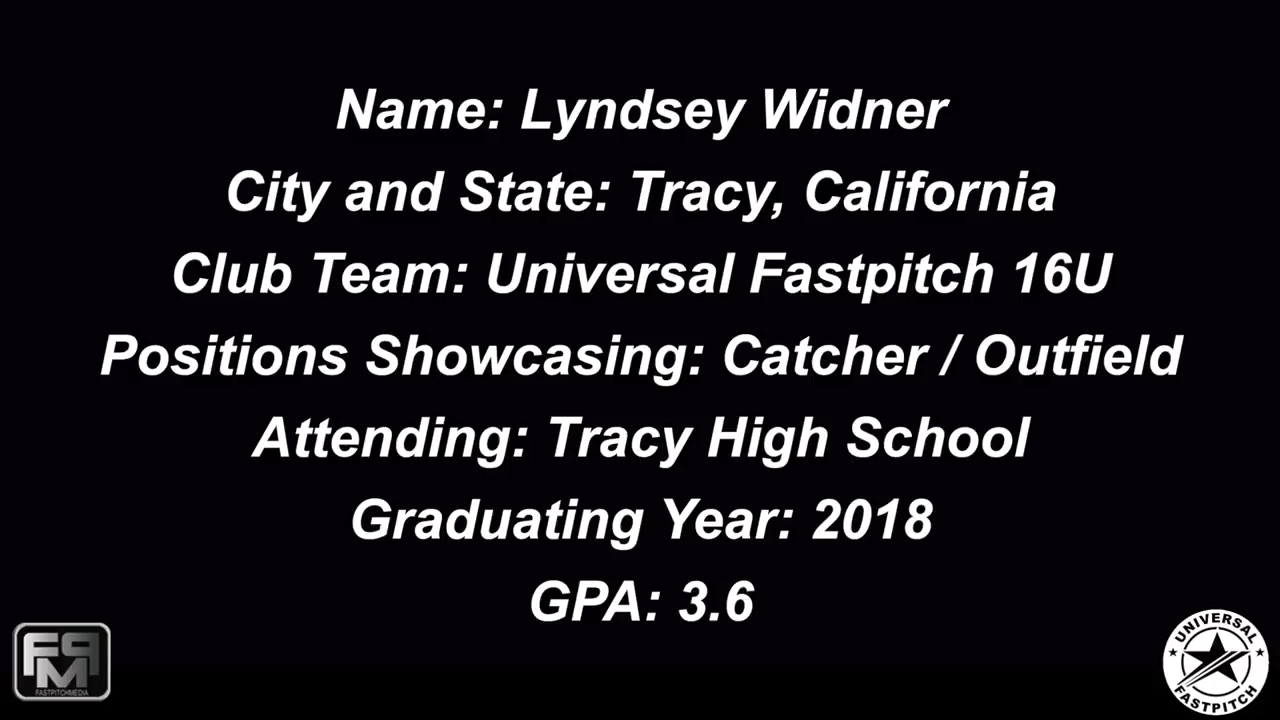 Name: Lyndsey Widner
City and State: Tracy, California
Club Team: Universal Fastpitch 16U
Positions Showcasing: Catcher / Outfield
Attending: Tracy High School
Graduating Year: 2018
GPA: 3.6
FPM
FASTPITCHMEDIA
UNIVERSAL
FASTPITCH